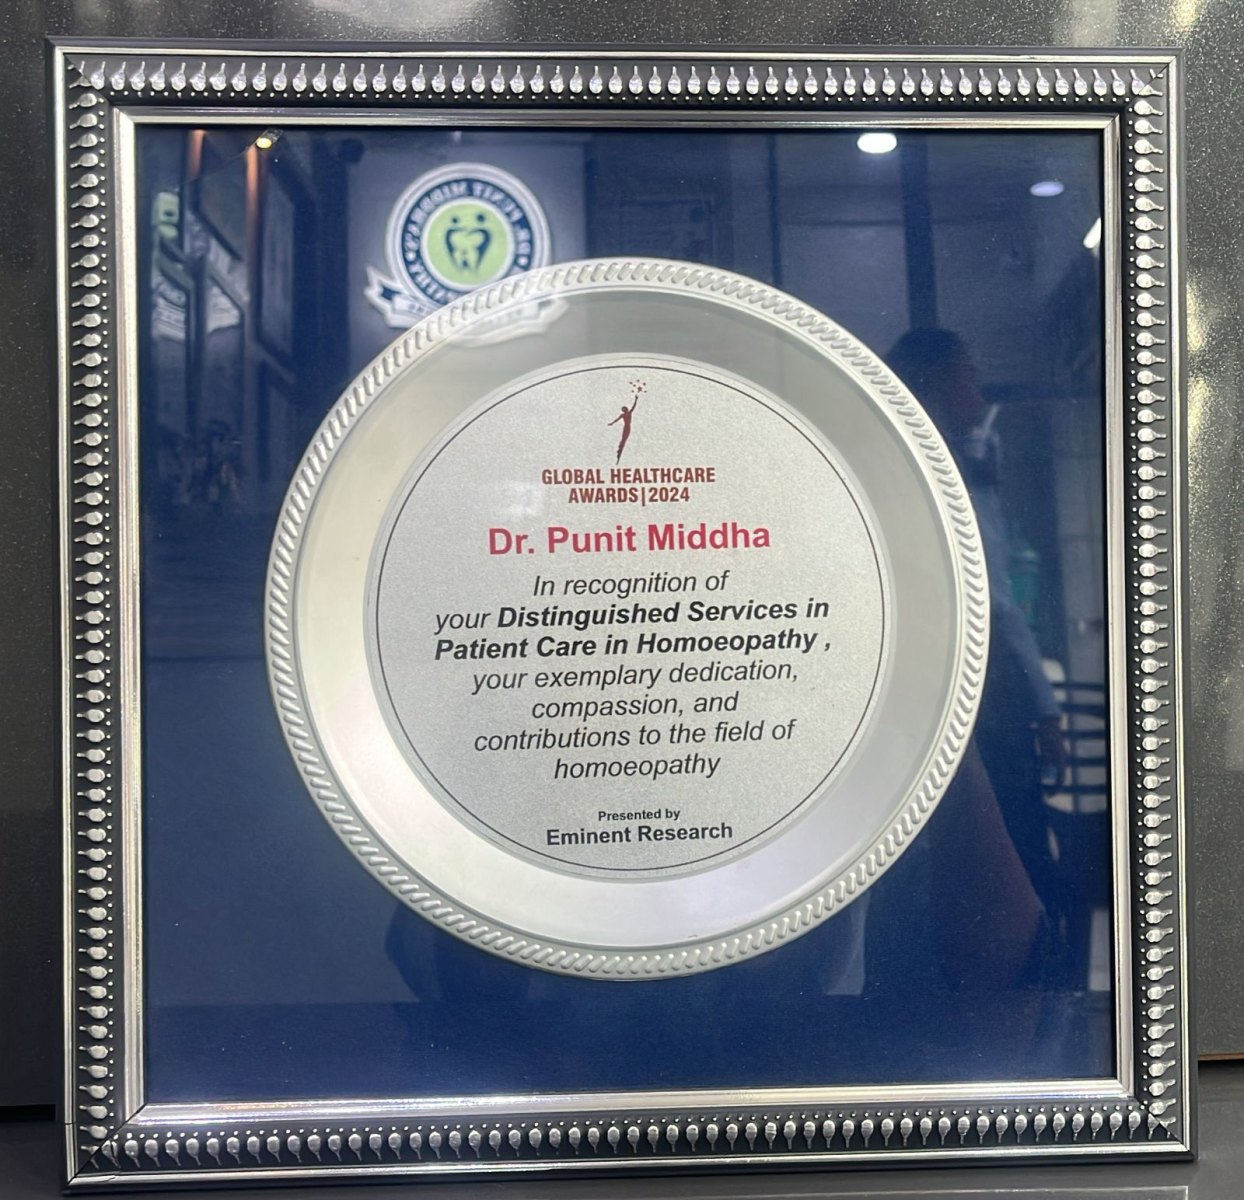 GLOBAL HEALTHCARE
AWARDS|2024
Dr. Punit Middha
In recognition of
your Distinguished Services in
Patient Care in Homoeopathy ,
your exemplary dedication,
compassion, and
contributions to the field of
homoeopathy
Presented by
Eminent Research